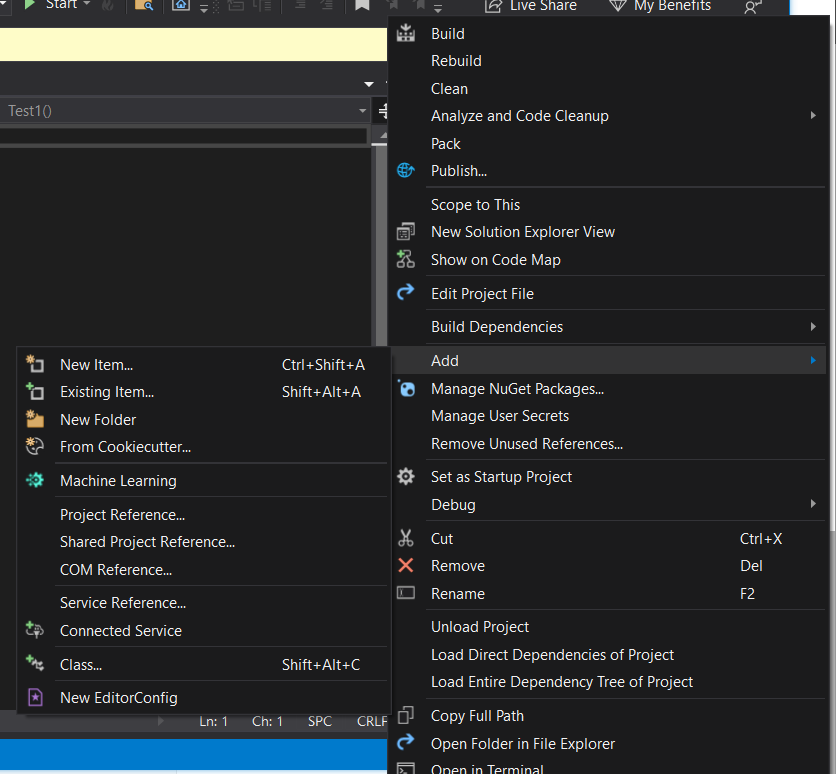 Start
Live Share
My Benefits
Test1()
Build
Rebuild
Clean
Analyze and Code Cleanup
Pack
Publish...
Scope to This
New Solution Explorer View
Show on Code Map
Edit Project File
Build Dependencies
Add
Manage NuGet Packages...
Manage User Secrets
Remove Unused References...
Set as Startup Project
Debug
Cut Ctrl+X
Remove Del
Rename F2
Unload Project
Load Direct Dependencies of Project
Load Entire Dependency Tree of Project
Copy Full Path
Open Folder in File Explorer
Open in Terminal
New Item... Ctrl+Shift+A
Existing Item... Shift+Alt+A
New Folder
From Cookiecutter...
Machine Learning
Project Reference...
Shared Project Reference...
COM Reference...
Service Reference...
Connected Service
Class... Shift+Alt+C
New EditorConfig
Ln: 1 Ch: 1 SPC CRLF